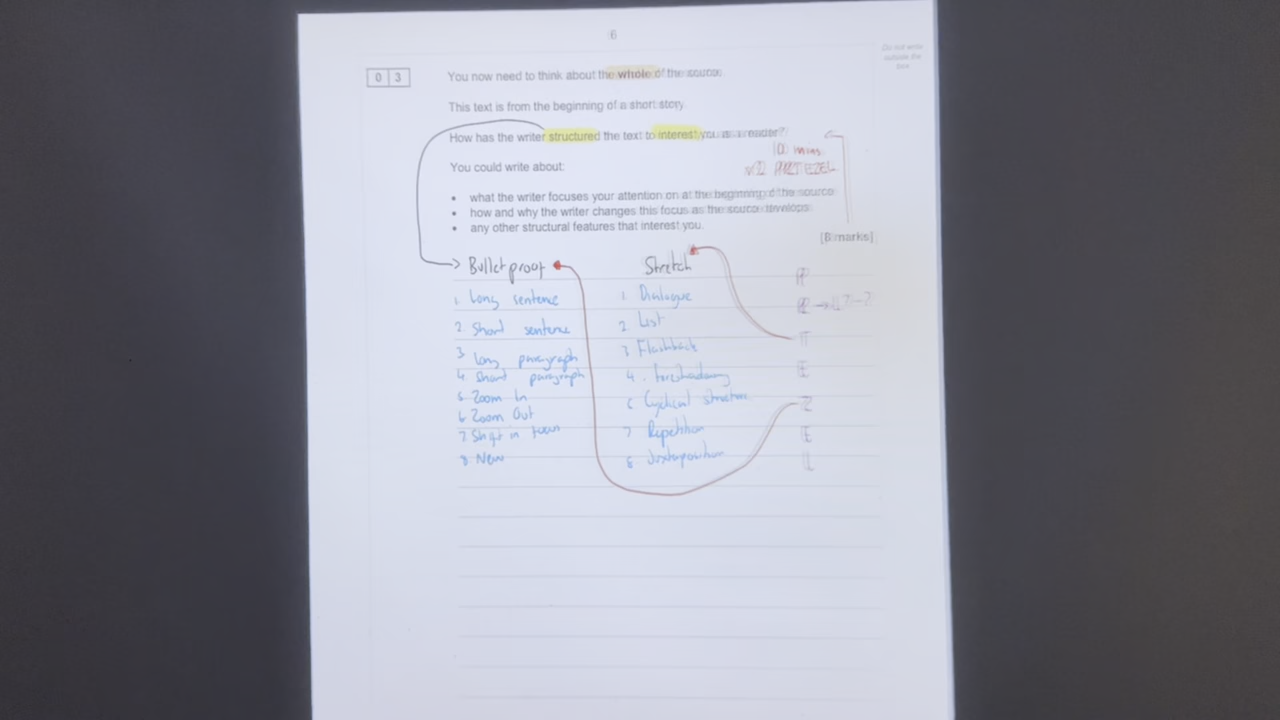 6
Do not write
outside the
box
0 3
You now need to think about the whole of the source.
This text is from the beginning of a short story.
How has the writer structured the text to interest you as a reader?
10 mins
You could write about:
what the writer focuses your attention on at the beginning of the source
how and why the writer changes this focus as the source develops
any other structural features that interest you.
[8 marks]
Bulletproof
Stretch
1. Long sentence
2. Short sentence
3. Long paragraph
4. Short paragraph
5. Zoom In
6. Zoom Out
7. Shift in
8. New
1. Dialogue
2. List
3. Flashback
4. foreshadowing
Cyclical structure
7 Repetition
8 Juxtaposition
P
T
E
Z
E
L